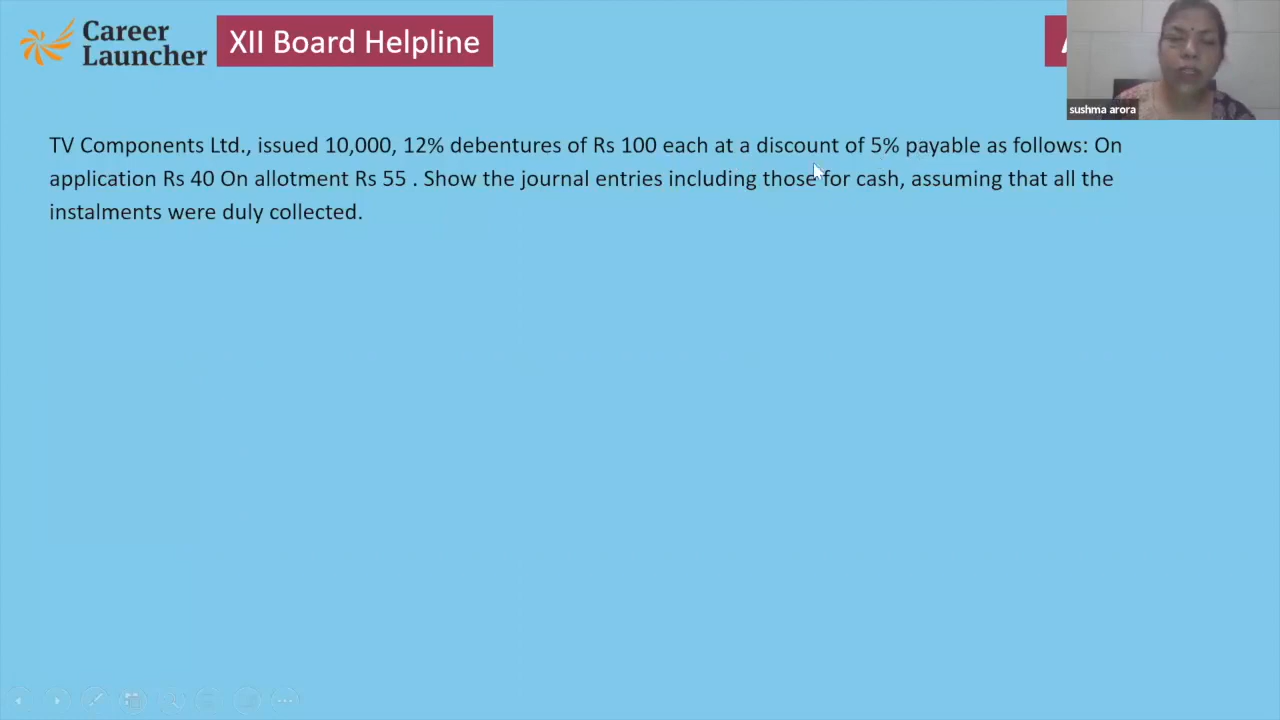 Career
Launcher
XII Board Helpline
sushma arora
TV Components Ltd., issued 10,000, 12% debentures of Rs 100 each at a discount of 5% payable as follows: On
application Rs 40 On allotment Rs 55 . Show the journal entries including those for cash, assuming that all the
instalments were duly collected.